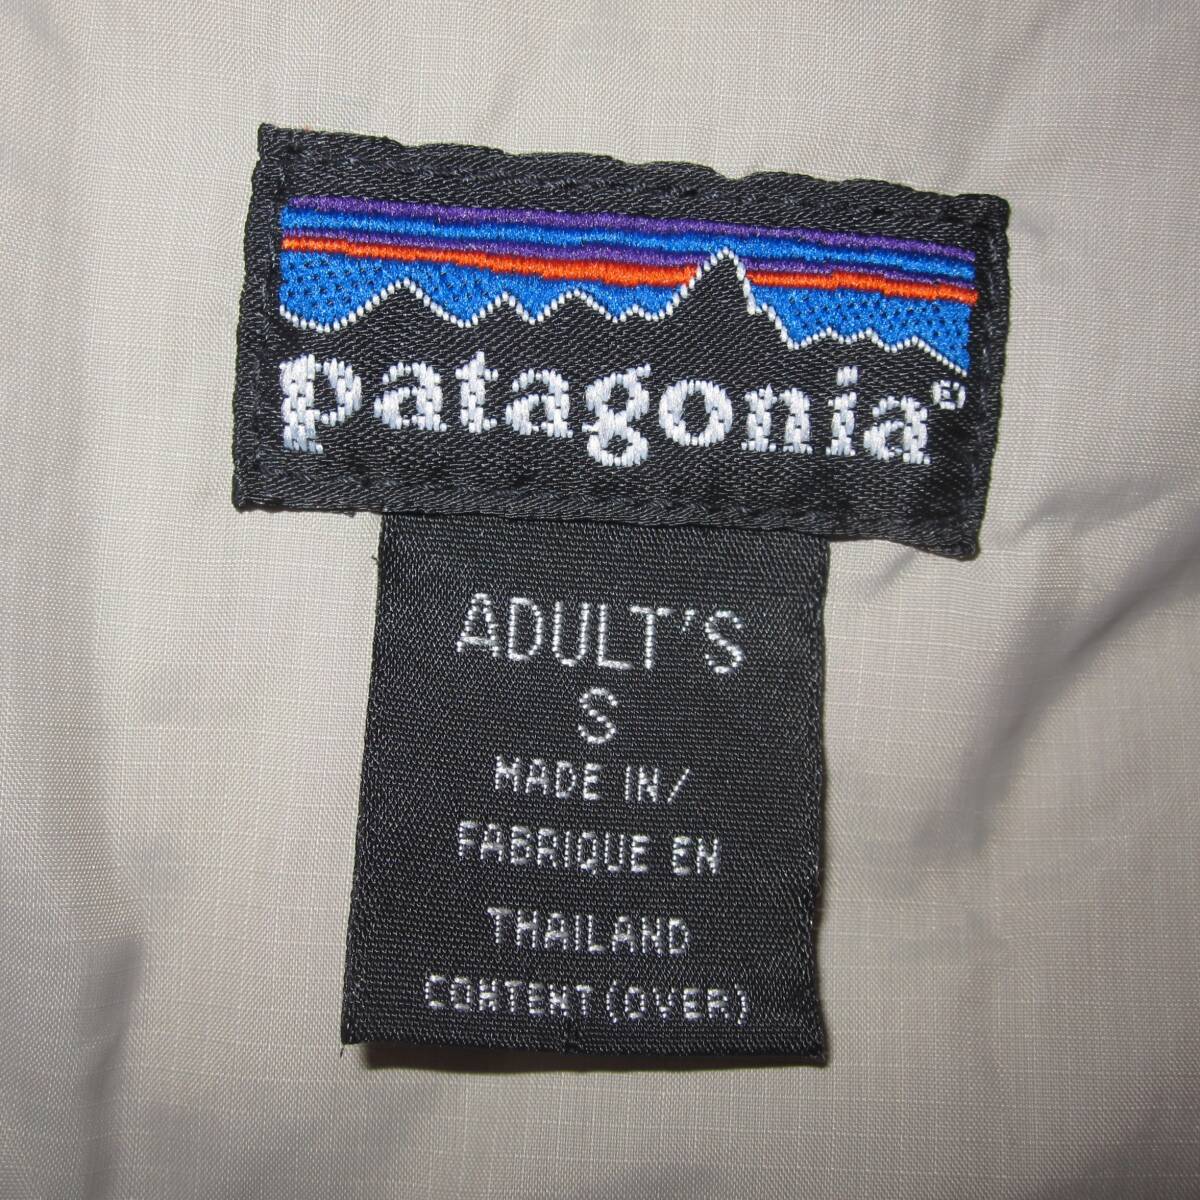 patagonia®
ADULT'S
S
MADE IN/
FABRIQUE EN
THAILAND
CONTENT (OVER)